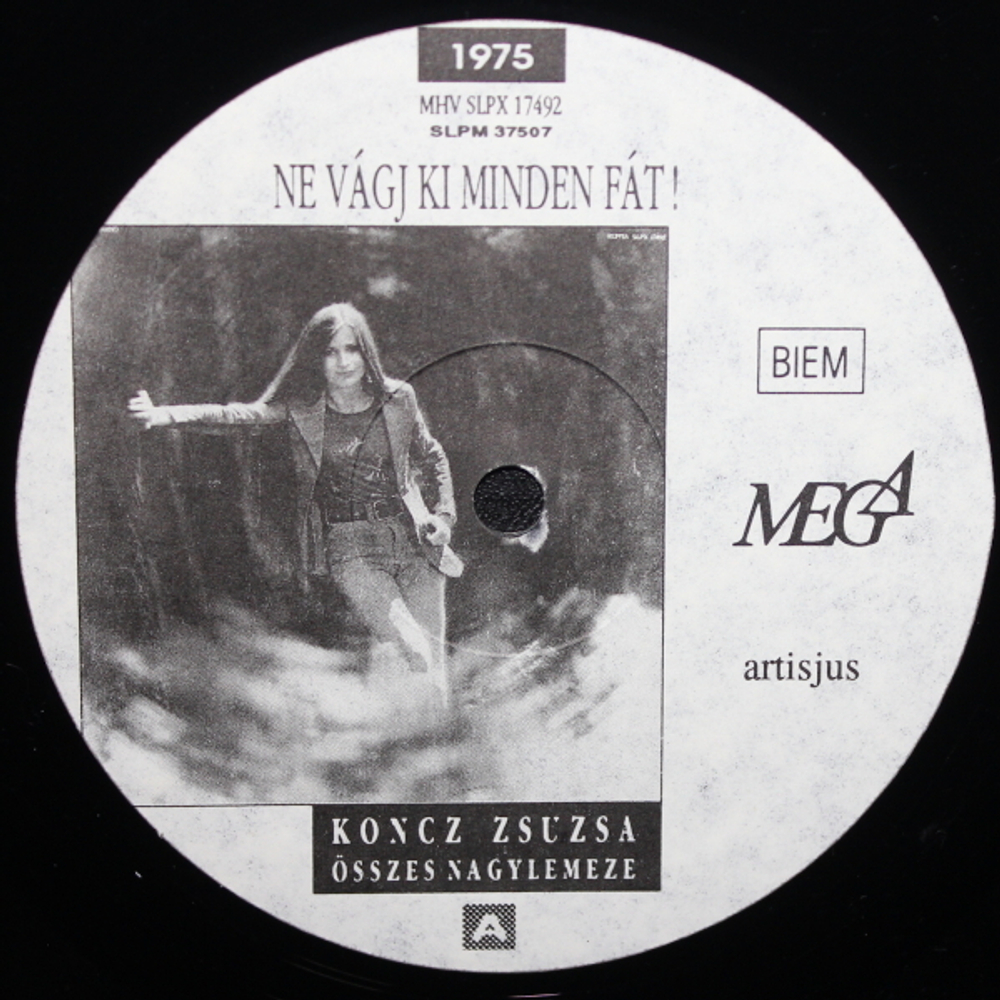 1975
MHV SLPX 17492
SLPM 37507
NE VÁGJ KI MINDEN FÁT!
BIEM
MEGA
artisjus
KONCZ ZSUZSA
ÖSSZES NAGYLEMEZE
A